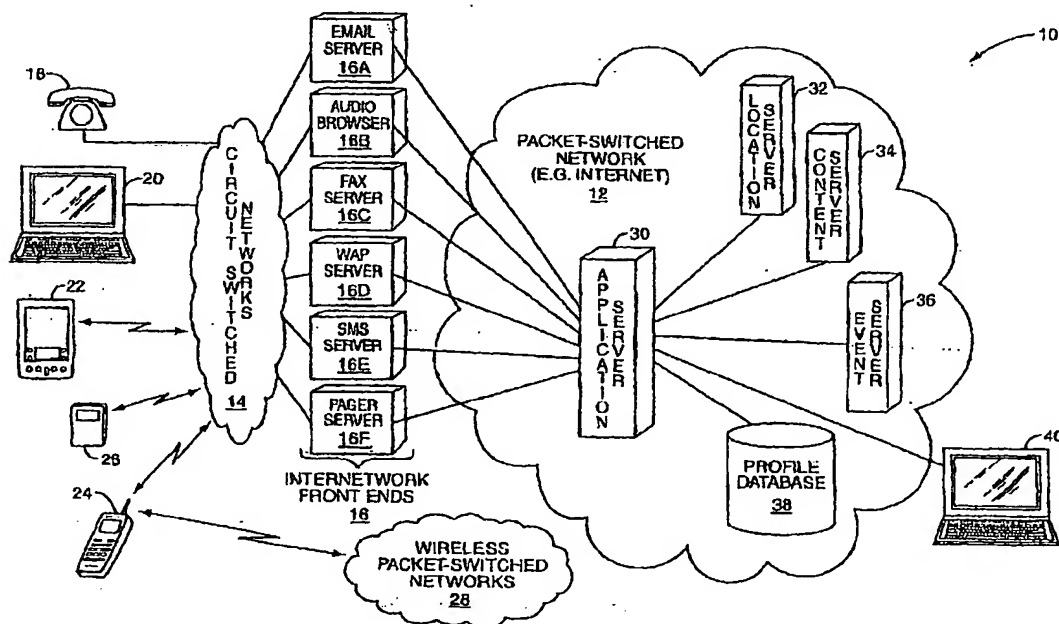 10
18
20
22
26
24
CIRCUIT SWITCHED
NETWORKS
14
EMAIL
SERVER
16A
AUDIO
BROWSER
16B
FAX
SERVER
16C
WAP
SERVER
16D
SMS
SERVER
16E
PAGER
SERVER
16F
INTERNETWORK
FRONT ENDS
16
WIRELESS
PACKET-SWITCHED
NETWORKS
28
PACKET-SWITCHED
NETWORK
(E.G. INTERNET)
12
30
APPLICATION
SERVER
LOCATION
SERVER
32
CONTENT
SERVER
34
EVENT
SERVER
36
PROFILE
DATABASE
38
40